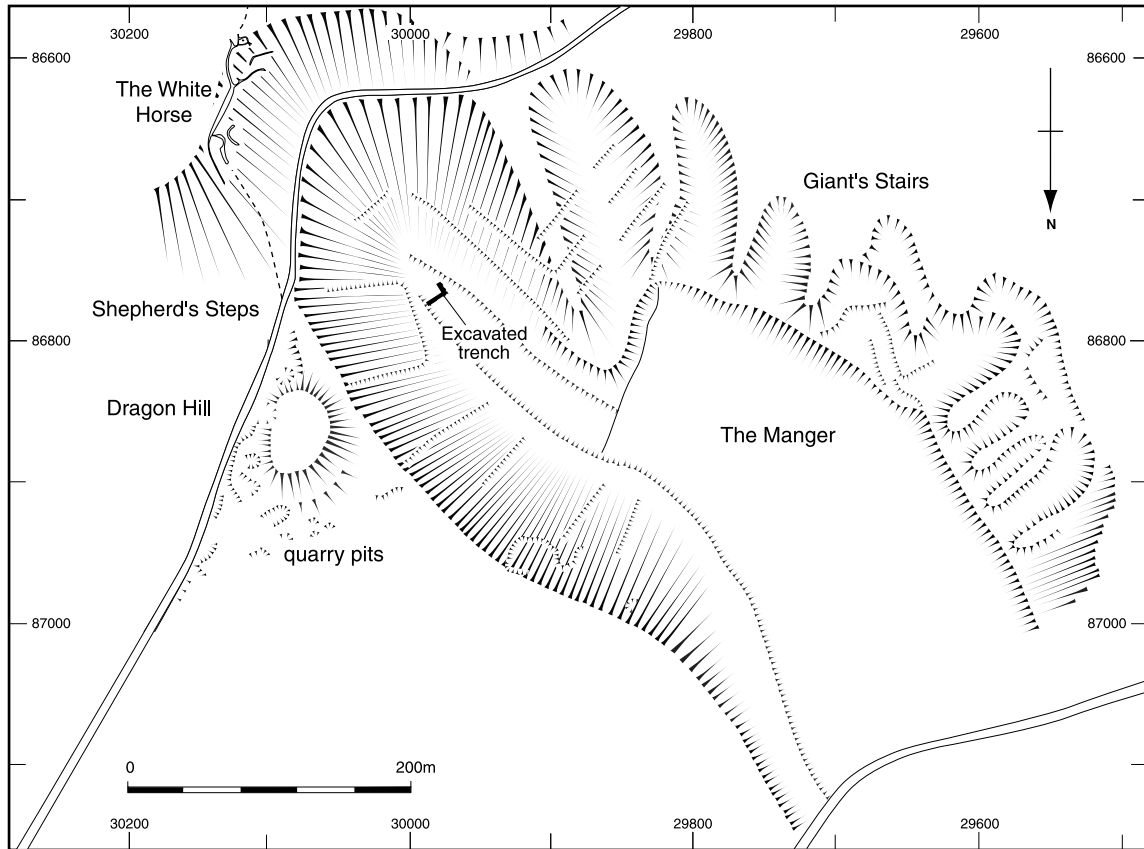 30200
30000
29800
29600
86600
86600
The White
Horse
Giant's Stairs
N
Shepherd's Steps
Excavated
trench
86800
86800
Dragon Hill
The Manger
quarry pits
87000
87000
0
200m
30200
30000
29800
29600